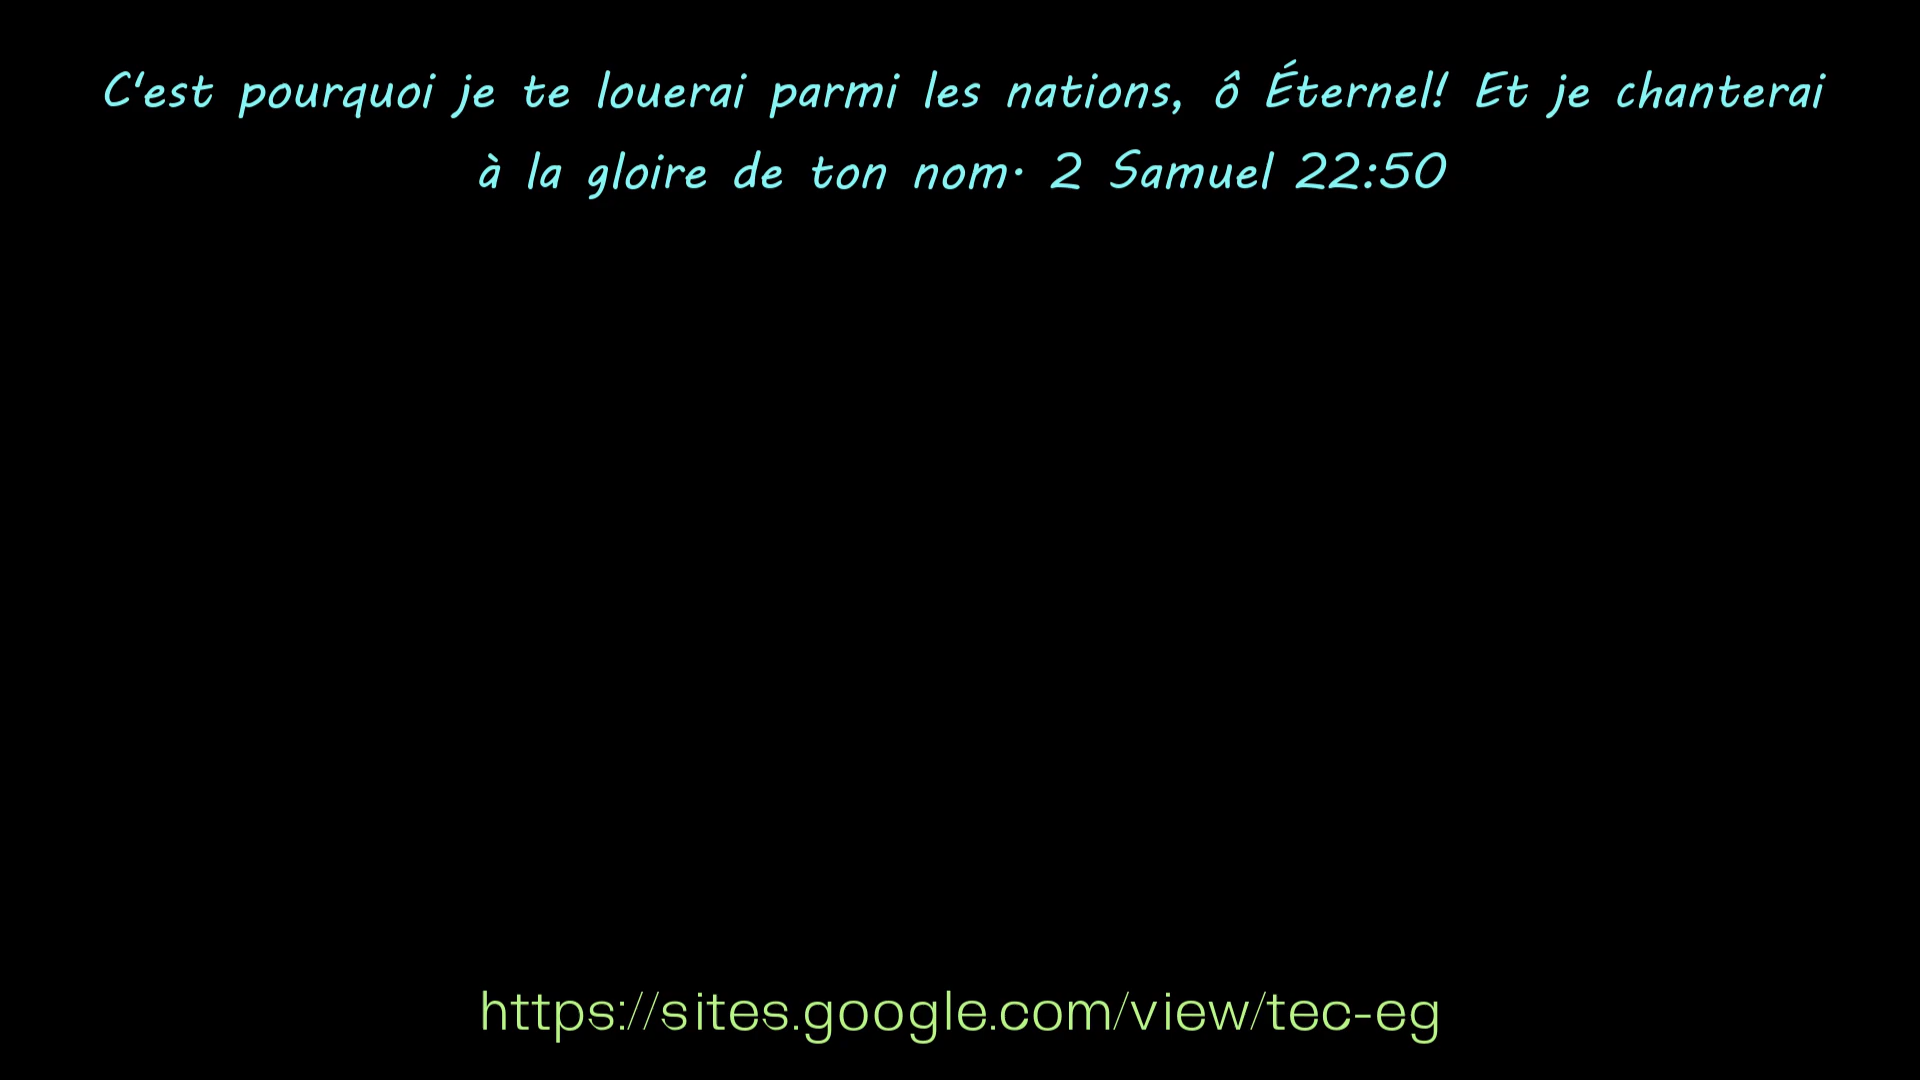 C'est pourquoi je te louerai parmi les nations, ô Éternel! Et je chanterai
à la gloire de ton nom. 2 Samuel 22:50
https://sites.google.com/view/tec-eg